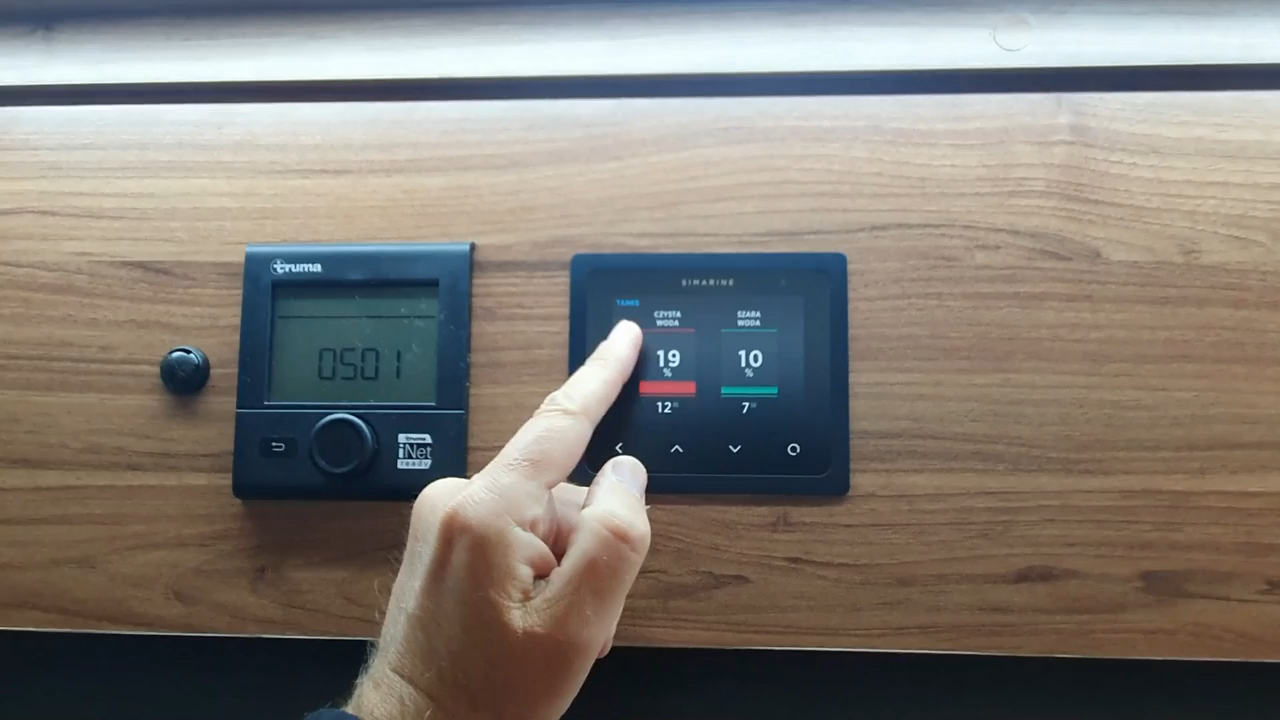 truma
0501
truma
iNet
ready
SIMARINE
TANKS
CZYSTA
WODA
19
%
12
SZARA
WODA
10
%
7